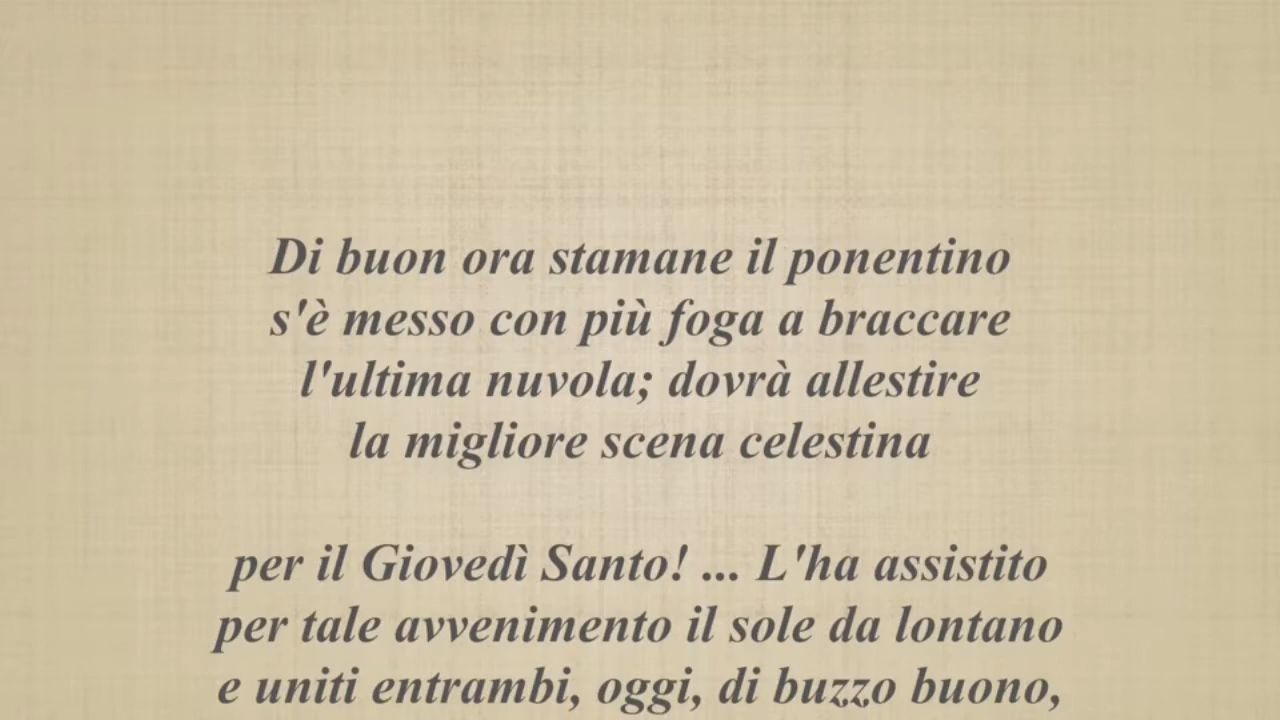 Di buon ora stamane il ponentino
s'è messo con più foga a braccare
l'ultima nuvola; dovrà allestire
la migliore scena celestina
per il Giovedì Santo! ... L'ha assistito
per tale avvenimento il sole da lontano
e uniti entrambi, oggi, di buzzo buono,